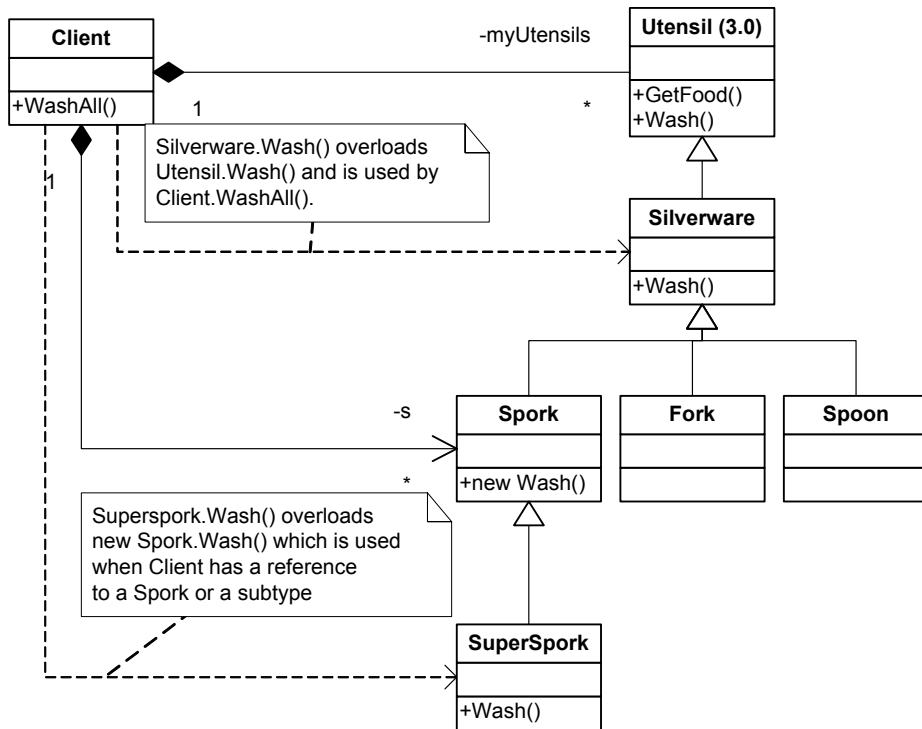 Client
+WashAll()
-myUtensils
1
*
Utensil (3.0)
+GetFood()
+Wash()
Silverware.Wash() overloads
Utensil.Wash() and is used by
Client.WashAll().
1
Silverware
+Wash()
-s
*
Spork
+new Wash()
Fork
Spoon
Superspork.Wash() overloads
new Spork.Wash() which is used
when Client has a reference
to a Spork or a subtype
SuperSpork
+Wash()